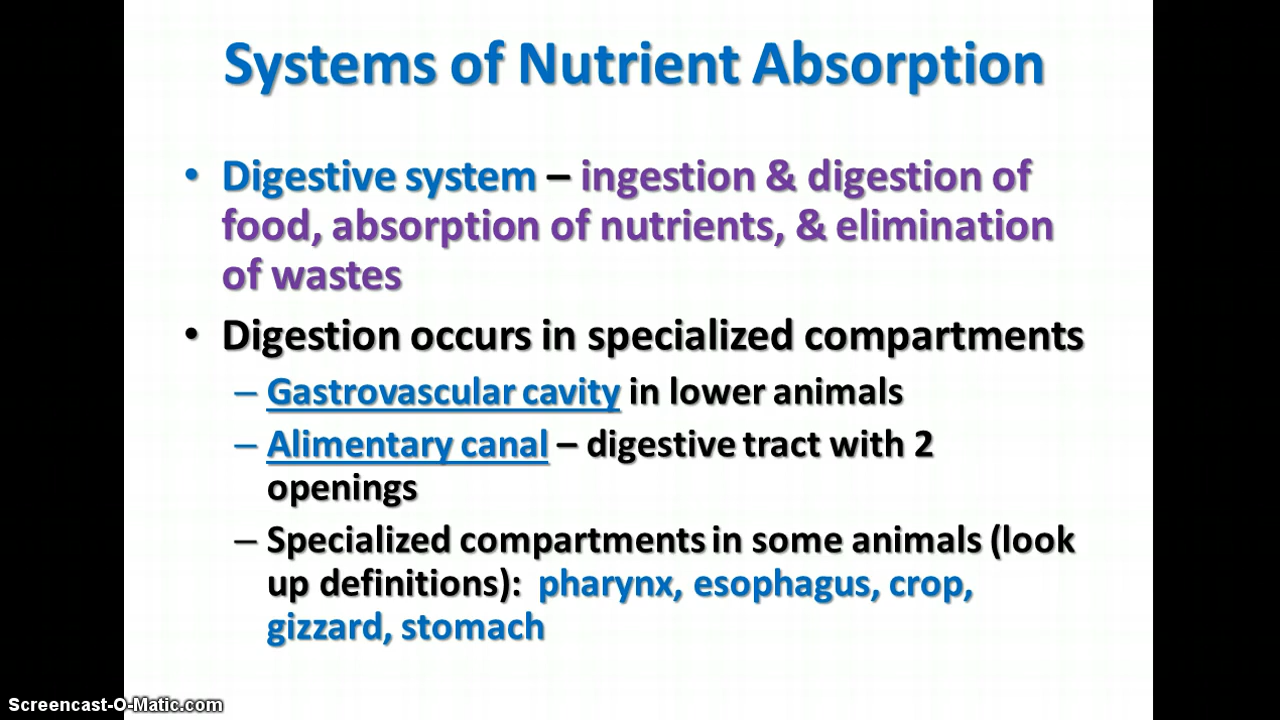 Systems of Nutrient Absorption
• Digestive system – ingestion & digestion of
food, absorption of nutrients, & elimination
of wastes
• Digestion occurs in specialized compartments
– Gastrovascular cavity in lower animals
– Alimentary canal – digestive tract with 2
openings
– Specialized compartments in some animals (look
up definitions): pharynx, esophagus, crop,
gizzard, stomach
Screencast-O-Matic.com